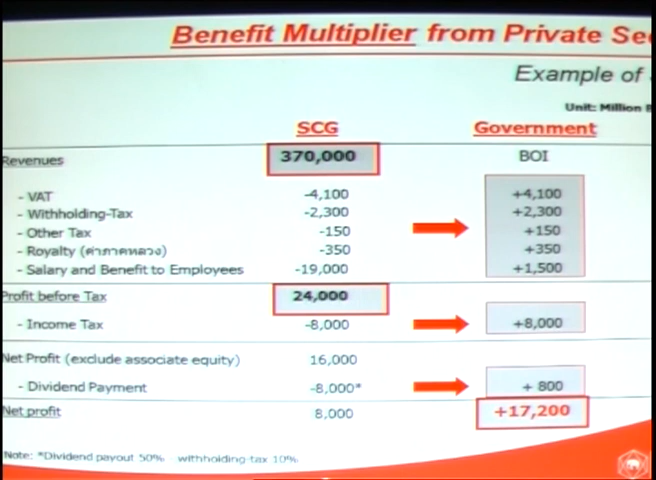 Benefit Multiplier from Private
Example of
Unit: Million
SCG Government
Revenues 370,000 BOI
- VAT -4,100 +4,100
- Withholding-Tax -2,300 +2,300
- Other Tax -150 +150
- Royalty (ค่าภาคหลวง) -350 +350
- Salary and Benefit to Employees -19,000 +1,500
Profit before Tax 24,000
- Income Tax -8,000 +8,000
Net Profit (exclude associate equity) 16,000
- Dividend Payment -8,000* + 800
Net profit 8,000 +17,200
Note: *Dividend payout 50% withholding-tax 10%